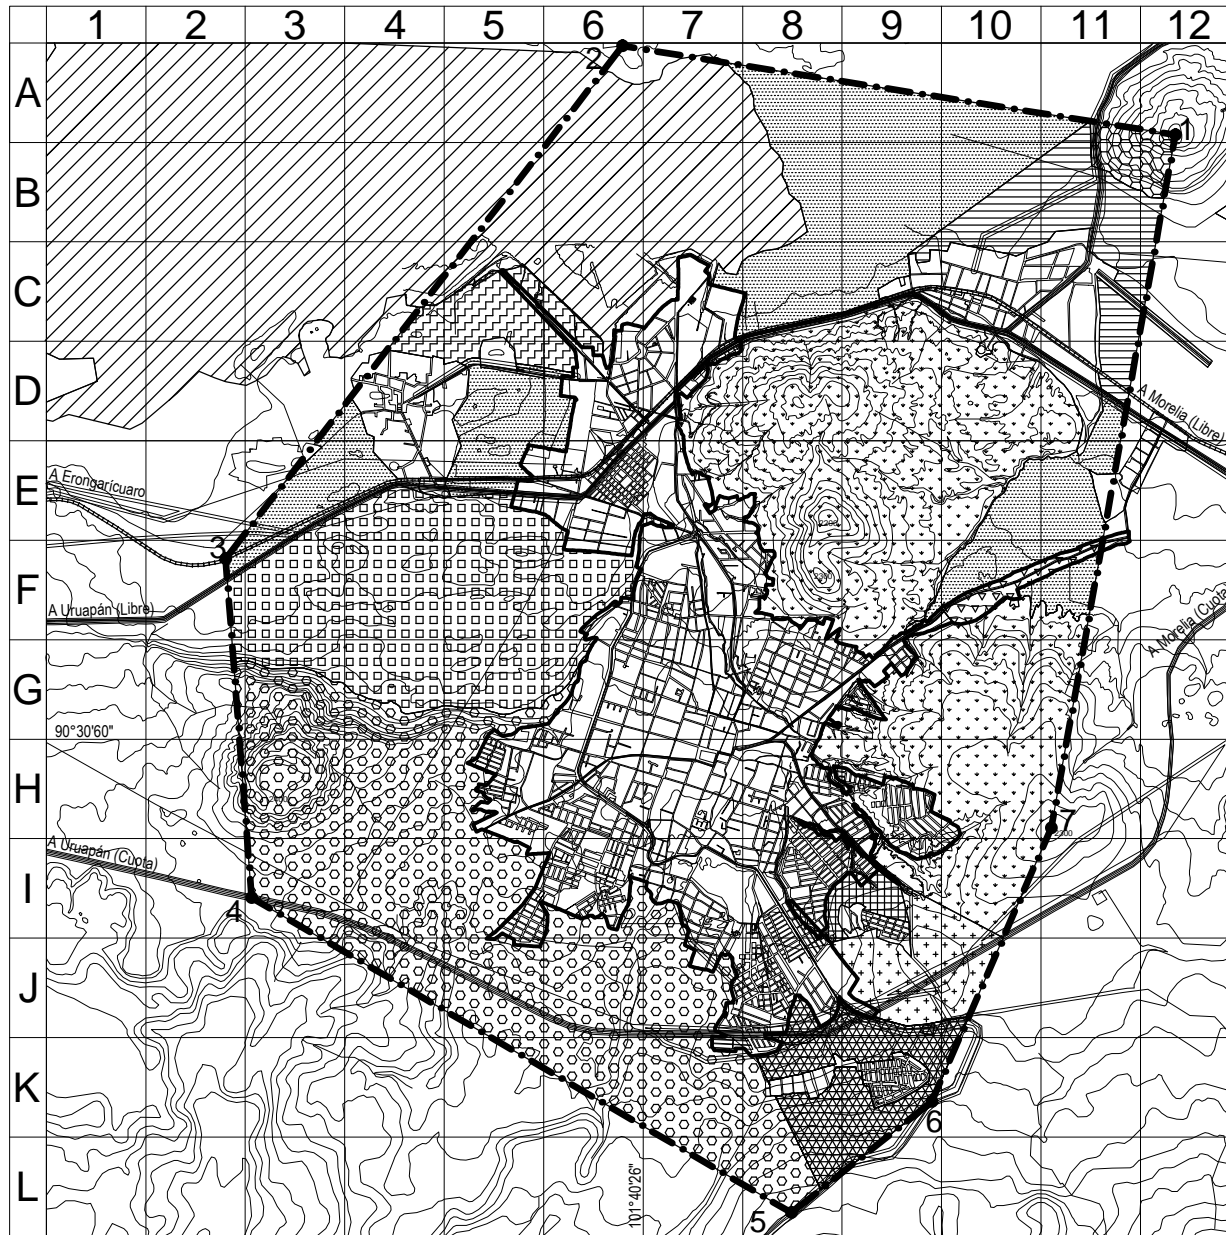 1 2 3 4 5 6 7 8 9 10 11 12
A
B
C
D
E
F
G
H
I
J
K
L
2
1
A Morelia (Libre)
A Erongarícuaro
3
A Uruapán (Libre)
A Morelia (Cuota)
90°30'60"
7
A Uruapán (Cuota)
4
6
101°40'26"
5